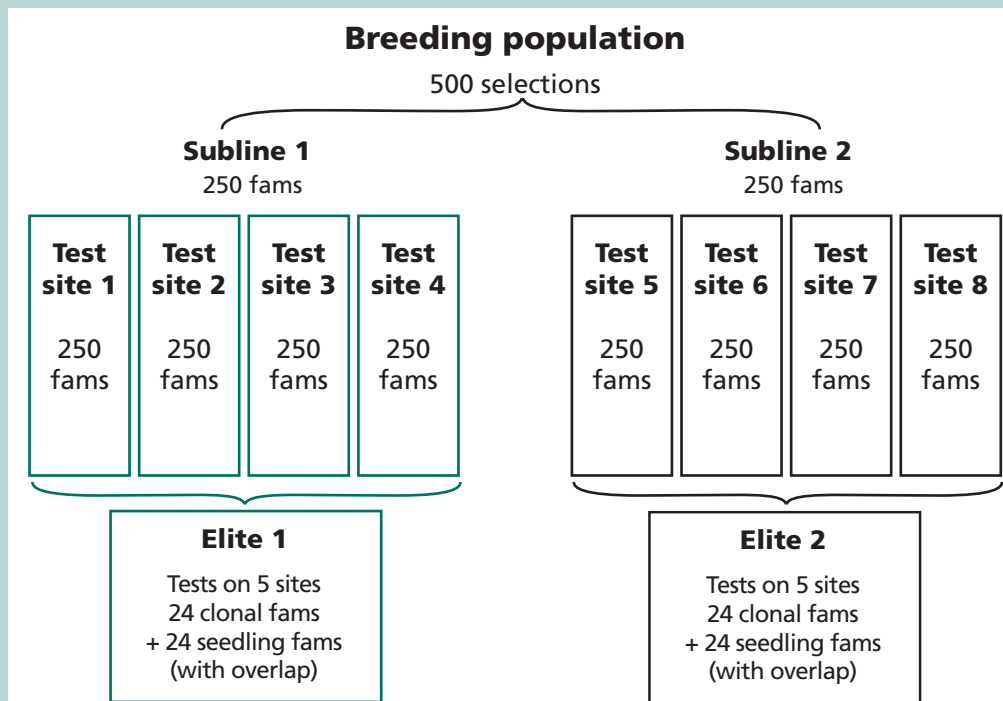 Breeding population
500 selections
Subline 1
250 fams
Subline 2
250 fams
Test
site 1
250
fams
Test
site 2
250
fams
Test
site 3
250
fams
Test
site 4
250
fams
Test
site 5
250
fams
Test
site 6
250
fams
Test
site 7
250
fams
Test
site 8
250
fams
Elite 1
Tests on 5 sites
24 clonal fams
+ 24 seedling fams
(with overlap)
Elite 2
Tests on 5 sites
24 clonal fams
+ 24 seedling fams
(with overlap)